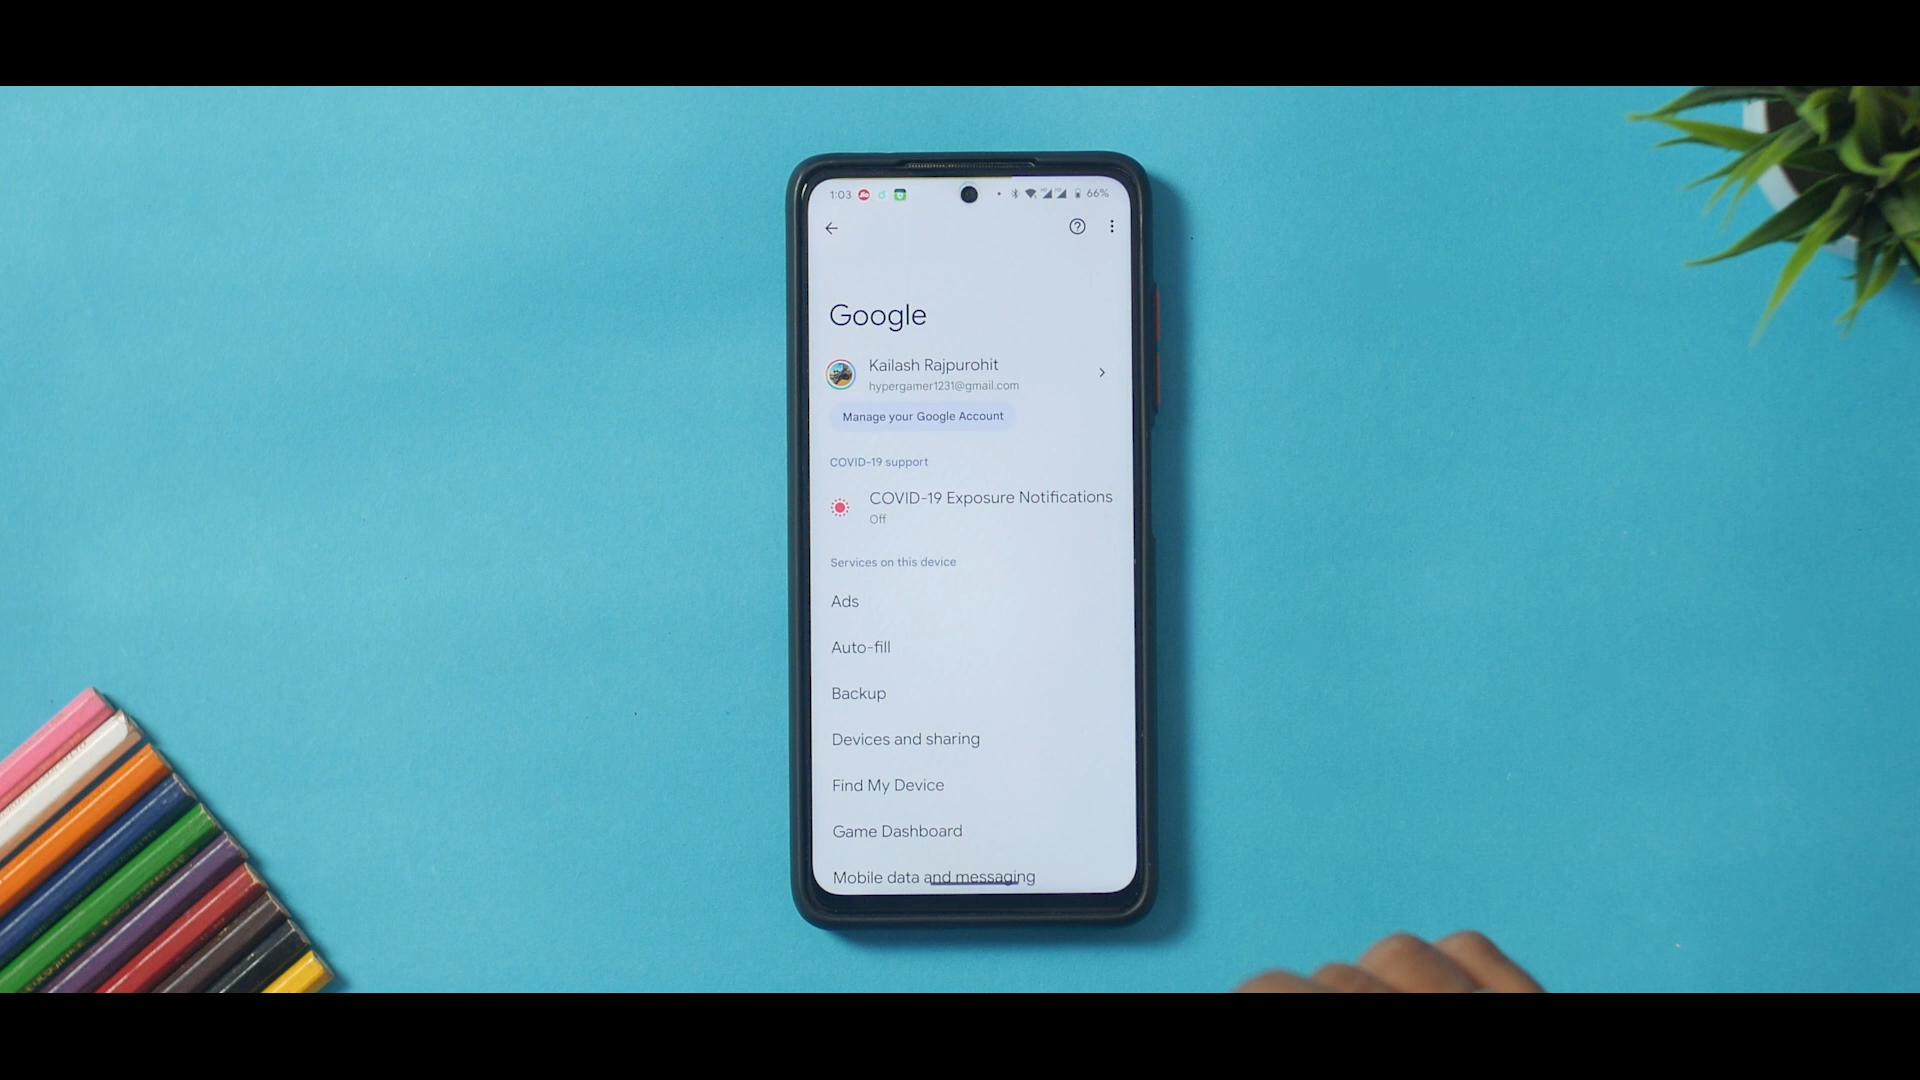 1:03 66%
Google
Kailash Rajpurohit
hypergamer1231@gmail.com
Manage your Google Account
COVID-19 support
COVID-19 Exposure Notifications
Off
Services on this device
Ads
Auto-fill
Backup
Devices and sharing
Find My Device
Game Dashboard
Mobile data and messaging